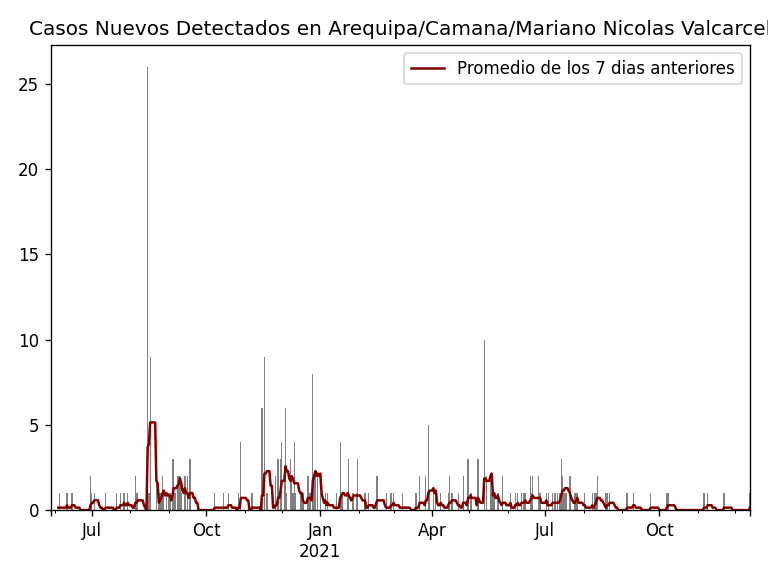 Casos Nuevos Detectados en Arequipa/Camana/Mariano Nicolas Valcarcel
Promedio de los 7 dias anteriores
25
20
15
10
5
0
Jul Oct Jan Apr Jul Oct
2021